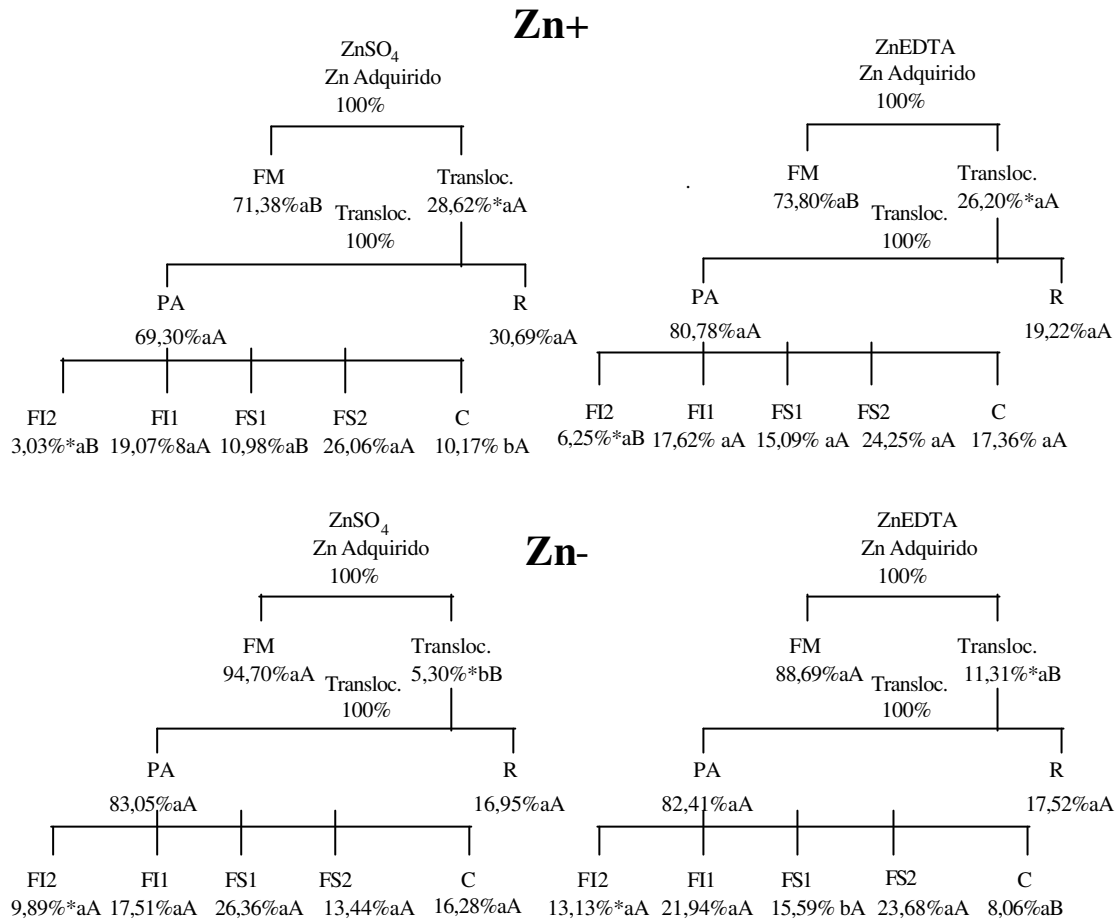 Zn+
ZnSO4 ZnEDTA
Zn Adquirido Zn Adquirido
100% 100%
FM Transloc. FM Transloc.
71,38%aB 28,62%*aA 73,80%aB 26,20%*aA
Transloc. Transloc.
100% 100%
PA R PA R
69,30%aA 30,69%aA 80,78%aA 19,22%aA
FI2 FI1 FS1 FS2 C FI2 FI1 FS1 FS2 C
3,03%*aB 19,07%8aA 10,98%aB 26,06%aA 10,17% bA 6,25%*aB 17,62% aA 15,09% aA 24,25% aA 17,36% aA
Zn-
ZnSO4 ZnEDTA
Zn Adquirido Zn Adquirido
100% 100%
FM Transloc. FM Transloc.
94,70%aA 5,30%*bB 88,69%aA 11,31%*aB
Transloc. Transloc.
100% 100%
PA R PA R
83,05%aA 16,95%aA 82,41%aA 17,52%aA
FI2 FI1 FS1 FS2 C FI2 FI1 FS1 FS2 C
9,89%*aA 17,51%aA 26,36%aA 13,44%aA 16,28%aA 13,13%*aA 21,94%aA 15,59% bA 23,68%aA 8,06%aB